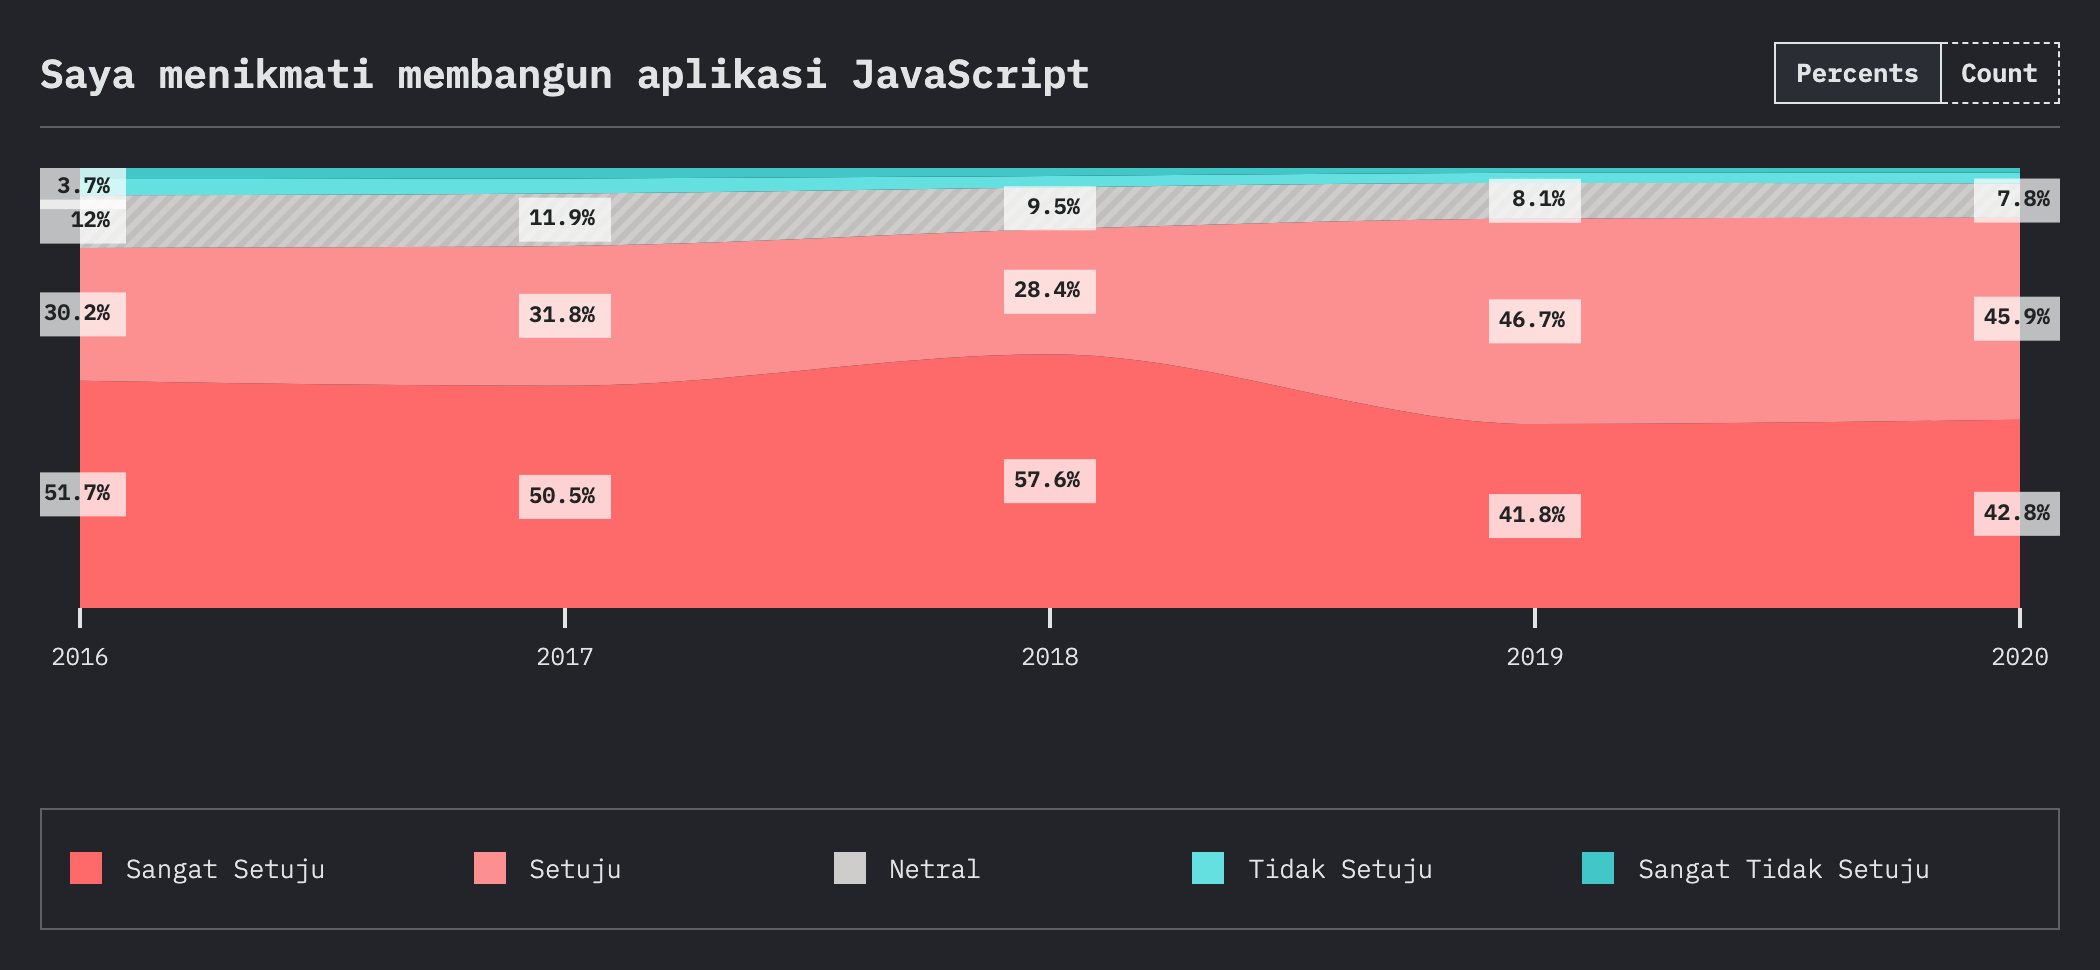 Saya menikmati membangun aplikasi JavaScript
Percents Count
3.7%
12% 11.9% 9.5% 8.1% 7.8%
30.2% 31.8% 28.4% 46.7% 45.9%
51.7% 50.5% 57.6% 41.8% 42.8%
2016 2017 2018 2019 2020
Sangat Setuju Setuju Netral Tidak Setuju Sangat Tidak Setuju